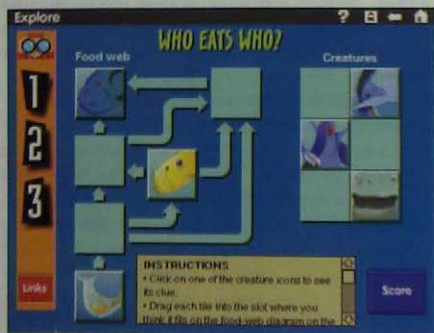 Explore
?
WHO EATS WHO?
Food web
Creatures
1
2
3
INSTRUCTIONS
• Click on one of the creature icons to see
its clue.
• Drag each tile into the slot where you
think it fits on the food-web diagram on the
Links
Score